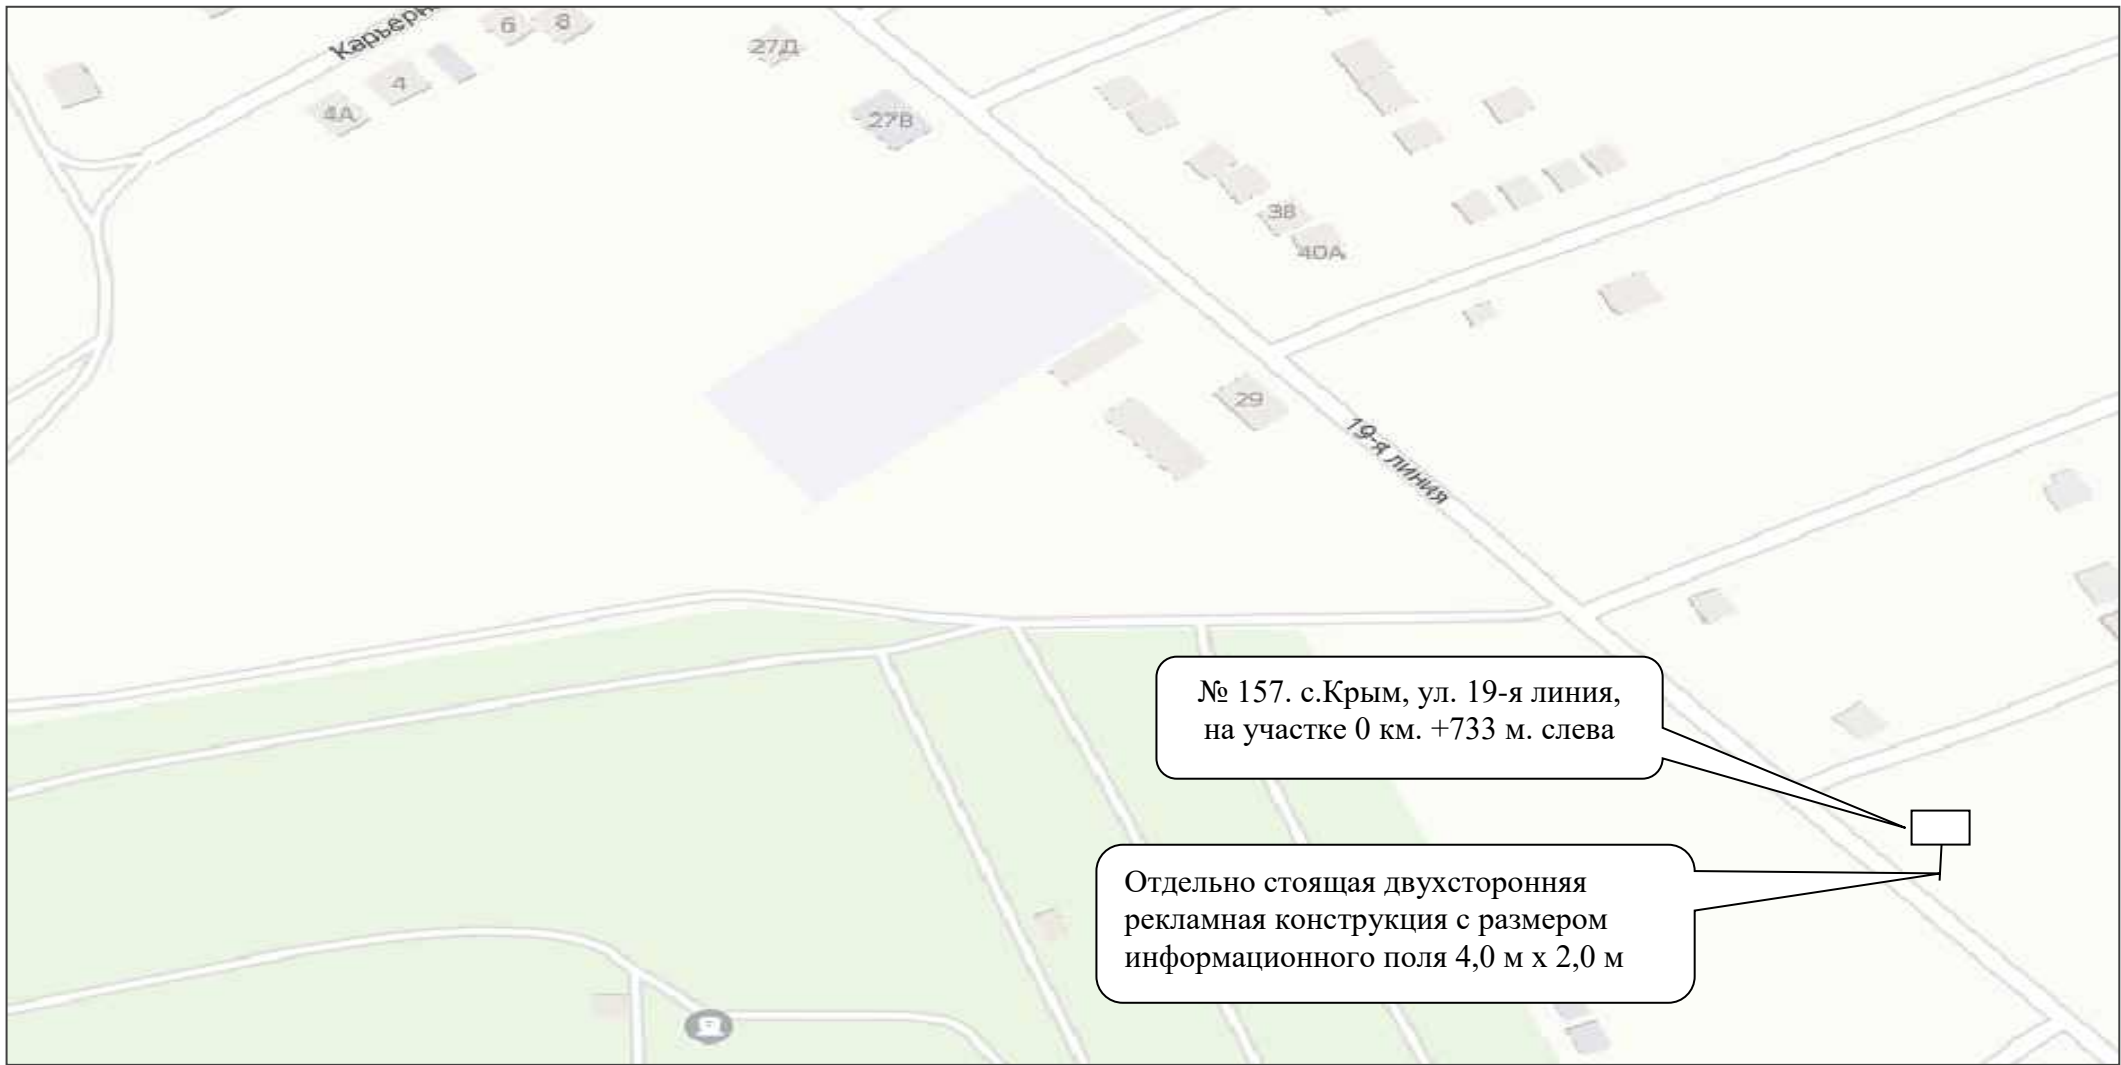 Карьерн
6
8
27Д
4
4А
27В
38
40А
29
19-я линия
№ 157. с.Крым, ул. 19-я линия,
на участке 0 км. +733 м. слева
Отдельно стоящая двухсторонняя
рекламная конструкция с размером
информационного поля 4,0 м х 2,0 м